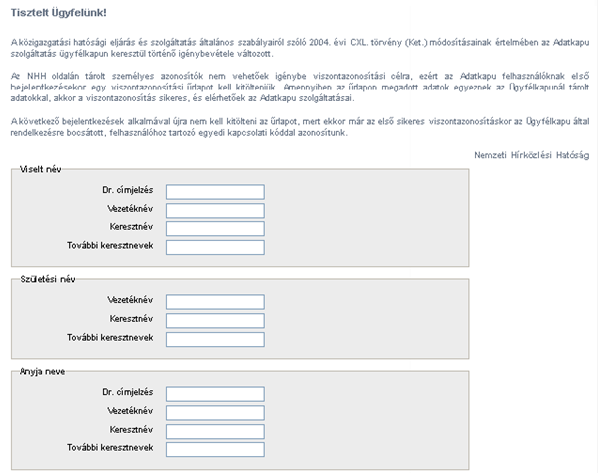 Tisztelt Ügyfelünk!
A közigazgatási hatósági eljárás és szolgáltatás általános szabályairól szóló 2004. évi CXL. törvény (Ket.) módosításainak értelmében az Adatkapu
szolgáltatás ügyfélkapun keresztül történő igénybevétele változott.
Az NHH oldalán tárolt személyes azonosítók nem vehetőek igénybe viszontazonosítási célra, ezért az Adatkapu felhasználóknak első
bejelentkezésekor egy viszontazonosítási űrlapot kell kitölteniük. Amennyiben az űrlapon megadott adatok egyeznek az Ügyfélkapunál tárolt
adatokkal, akkor a viszontazonosítás sikeres, és elérhetőek az Adatkapu szolgáltatásai.
A következő bejelentkezések alkalmával újra nem kell kitölteni az űrlapot, mert ekkor már az első sikeres viszontazonosításkor az Ügyfélkapu által
rendelkezésre bocsátott, felhasználóhoz tartozó egyedi kapcsolati kóddal azonosítunk.
Nemzeti Hírközlési Hatóság
Viselt név
Dr. címjelzés
Vezetéknév
Keresztnév
További keresztnevek
Születési név
Vezetéknév
Keresztnév
További keresztnevek
Anyja neve
Dr. címjelzés
Vezetéknév
Keresztnév
További keresztnevek